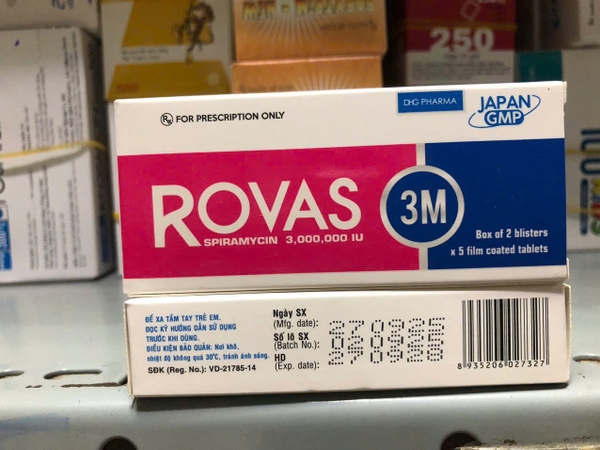 250
℞ FOR PRESCRIPTION ONLY
DHG PHARMA
JAPAN
GMP
ROVAS
SPIRAMYCIN 3,000,000 IU
3M
Box of 2 blisters
x 5 film coated tablets
ĐỂ XA TẦM TAY TRẺ EM.
ĐỌC KỸ HƯỚNG DẪN SỬ DỤNG
TRƯỚC KHI DÙNG.
ĐIỀU KIỆN BẢO QUẢN: Nơi khô,
nhiệt độ không quá 30°C, tránh ánh sáng.
SĐK (Reg. No.): VD-21785-14
Ngày SX
(Mfg. date):
Số lô SX
(Batch No.):
HD
(Exp. date):
8 935206 027327